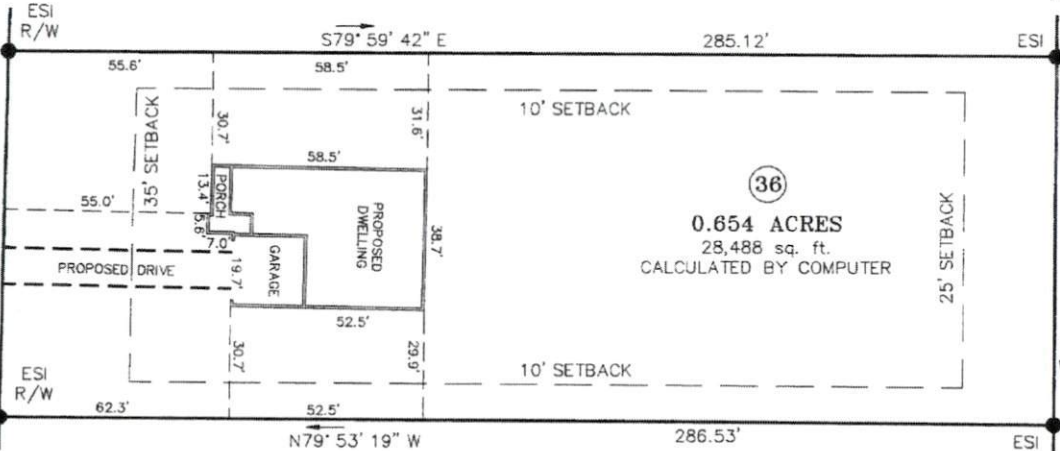 ESI
R/W
S79° 59' 42" E
285.12'
ESI
55.6'
58.5'
10' SETBACK
35' SETBACK
30.7'
31.6'
58.5'
13.4'
PORCH
PROPOSED
DWELLING
38.7'
36
0.654 ACRES
28,488 sq. ft.
CALCULATED BY COMPUTER
25' SETBACK
55.0'
5.6'
7.0'
PROPOSED DRIVE
19.7'
GARAGE
52.5'
30.7'
29.9'
10' SETBACK
ESI
R/W
62.3'
52.5'
N79° 53' 19" W
286.53'
ESI